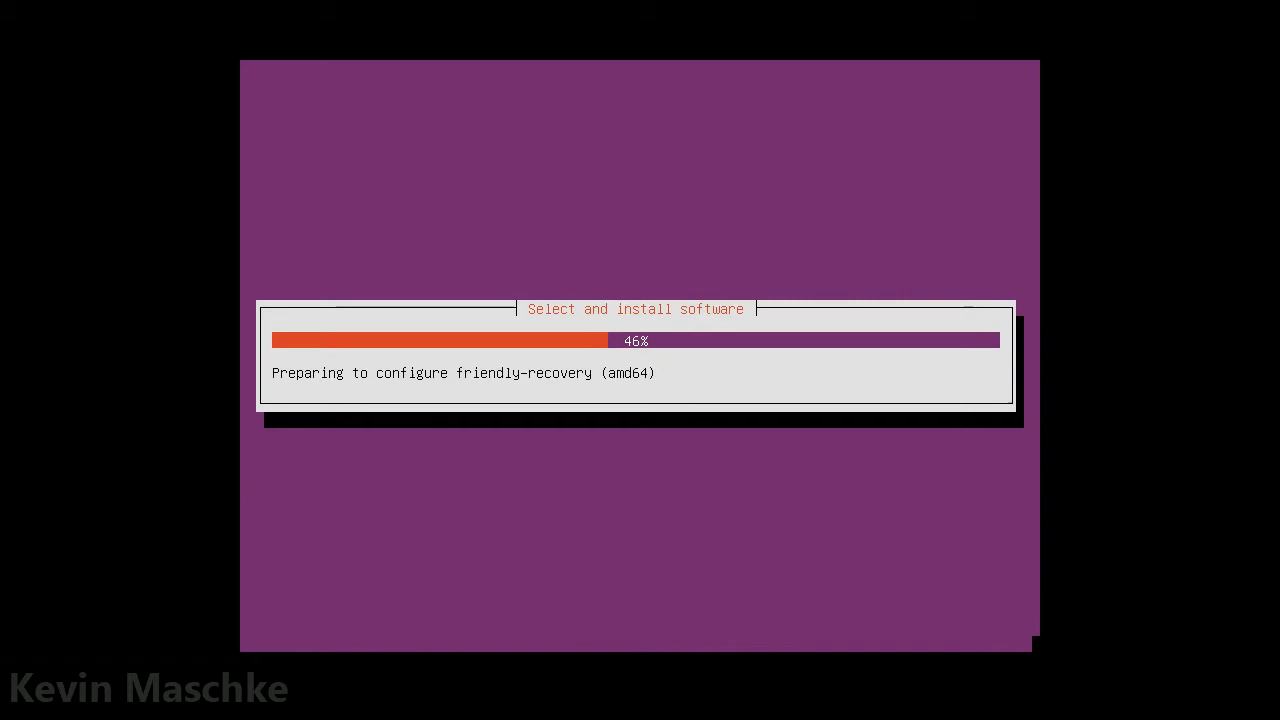 Select and install software
46%
Preparing to configure friendly-recovery (amd64)
Kevin Maschke